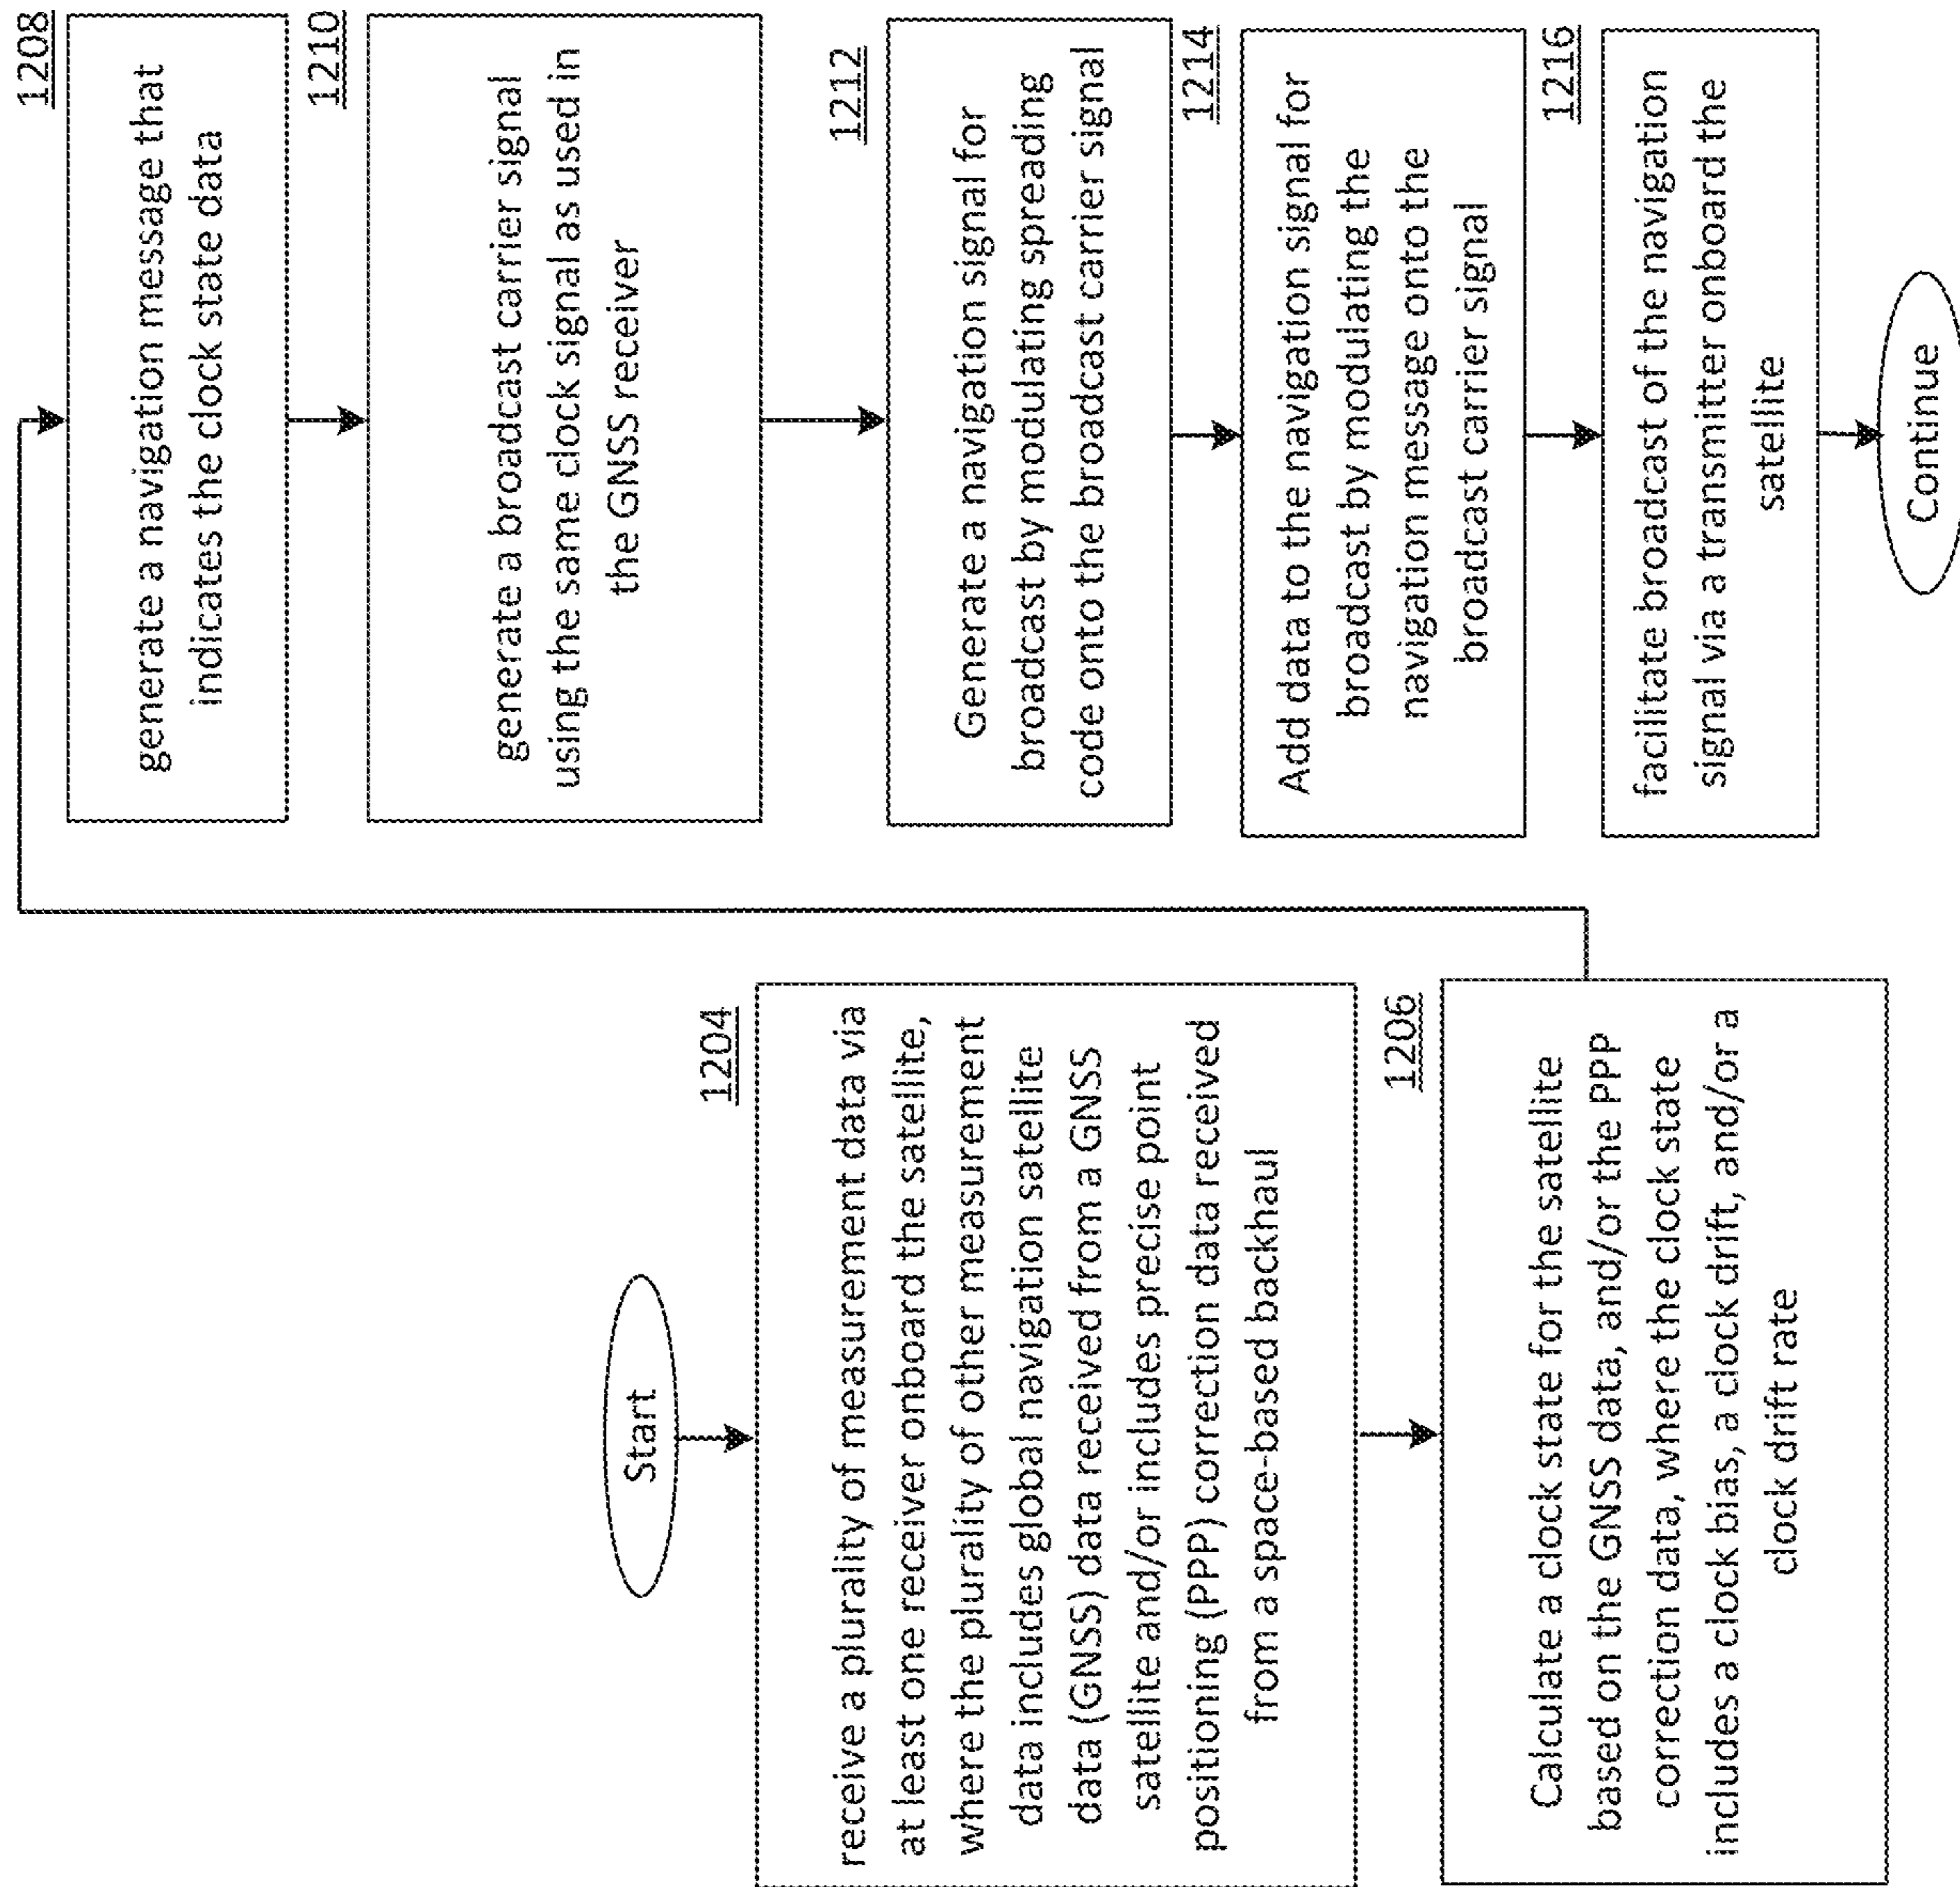 Start
1204
receive a plurality of measurement data via
at least one receiver onboard the satellite,
where the plurality of other measurement
data includes global navigation satellite
data (GNSS) data received from a GNSS
satellite and/or includes precise point
positioning (PPP) correction data received
from a space-based backhaul
1206
Calculate a clock state for the satellite
based on the GNSS data, and/or the PPP
correction data, where the clock state
includes a clock bias, a clock drift, and/or a
clock drift rate
1208
generate a navigation message that
indicates the clock state data
1210
generate a broadcast carrier signal
using the same clock signal as used in
the GNSS receiver
1212
Generate a navigation signal for
broadcast by modulating spreading
code onto the broadcast carrier signal
1214
Add data to the navigation signal for
broadcast by modulating the
navigation message onto the
broadcast carrier signal
1216
facilitate broadcast of the navigation
signal via a transmitter onboard the
satellite
Continue